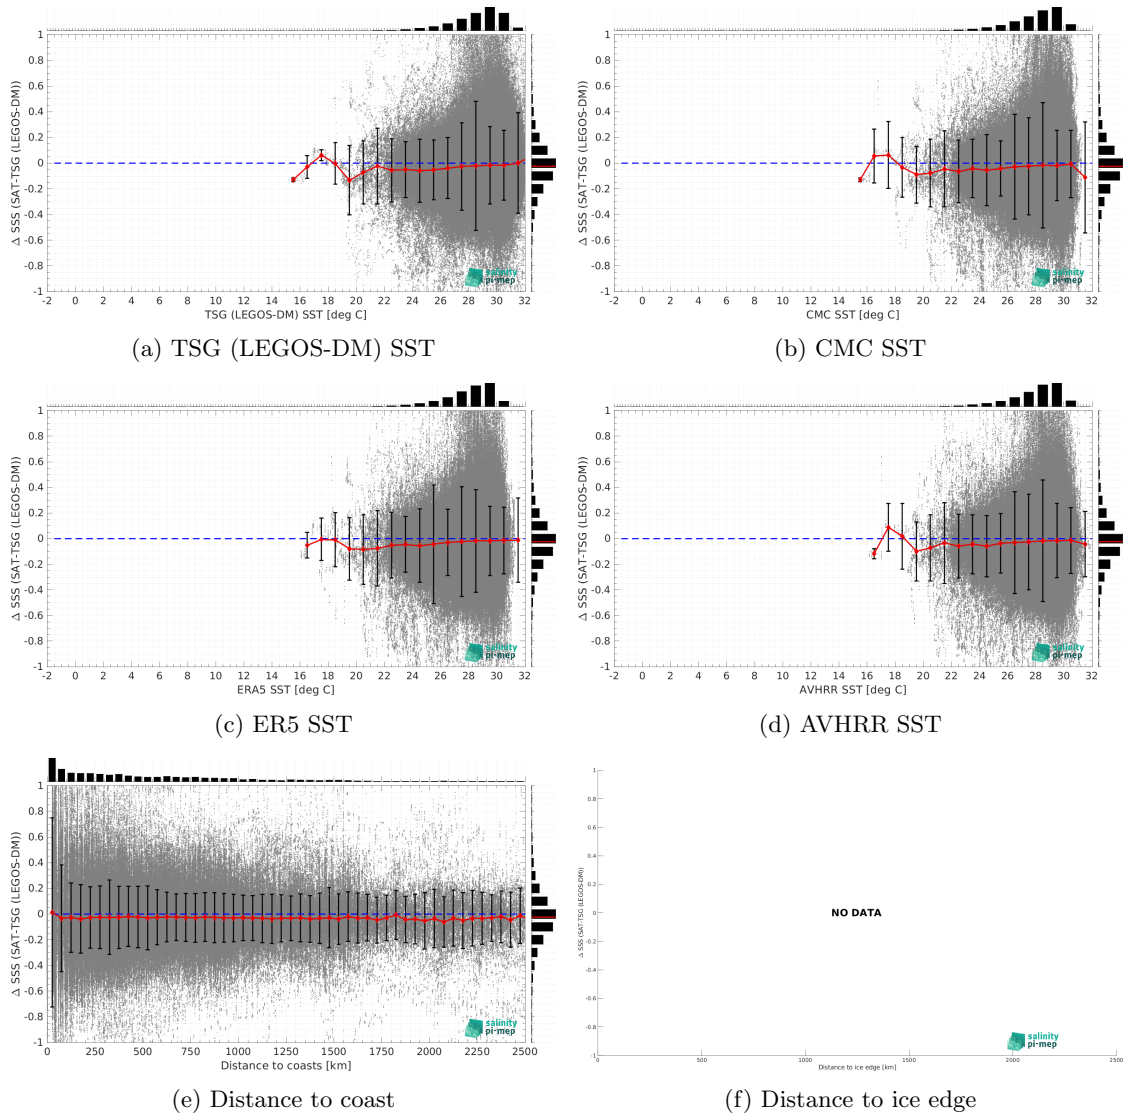 1
0.8
0.6
0.4
0.2
0
-0.2
-0.4
-0.6
-0.8
-1
Δ SSS (SAT-TSG (LEGOS-DM))
salinity
pi-mep
-2 0 2 4 6 8 10 12 14 16 18 20 22 24 26 28 30 32
TSG (LEGOS-DM) SST [deg C]
(a) TSG (LEGOS-DM) SST
1
0.8
0.6
0.4
0.2
0
-0.2
-0.4
-0.6
-0.8
-1
Δ SSS (SAT-TSG (LEGOS-DM))
salinity
pi-mep
-2 0 2 4 6 8 10 12 14 16 18 20 22 24 26 28 30 32
CMC SST [deg C]
(b) CMC SST
1
0.8
0.6
0.4
0.2
0
-0.2
-0.4
-0.6
-0.8
-1
Δ SSS (SAT-TSG (LEGOS-DM))
salinity
pi-mep
-2 0 2 4 6 8 10 12 14 16 18 20 22 24 26 28 30 32
ERA5 SST [deg C]
(c) ER5 SST
1
0.8
0.6
0.4
0.2
0
-0.2
-0.4
-0.6
-0.8
-1
Δ SSS (SAT-TSG (LEGOS-DM))
salinity
pi-mep
-2 0 2 4 6 8 10 12 14 16 18 20 22 24 26 28 30 32
AVHRR SST [deg C]
(d) AVHRR SST
1
0.8
0.6
0.4
0.2
0
-0.2
-0.4
-0.6
-0.8
-1
Δ SSS (SAT-TSG (LEGOS-DM))
salinity
pi-mep
0 250 500 750 1000 1250 1500 1750 2000 2250 2500
Distance to coasts [km]
(e) Distance to coast
1
0.8
0.6
0.4
0.2
0
-0.2
-0.4
-0.6
-0.8
-1
Δ SSS (SAT-TSG (LEGOS-DM))
NO DATA
salinity
pi-mep
0 500 1000 1500 2000 2500
Distance to ice edge [km]
(f) Distance to ice edge